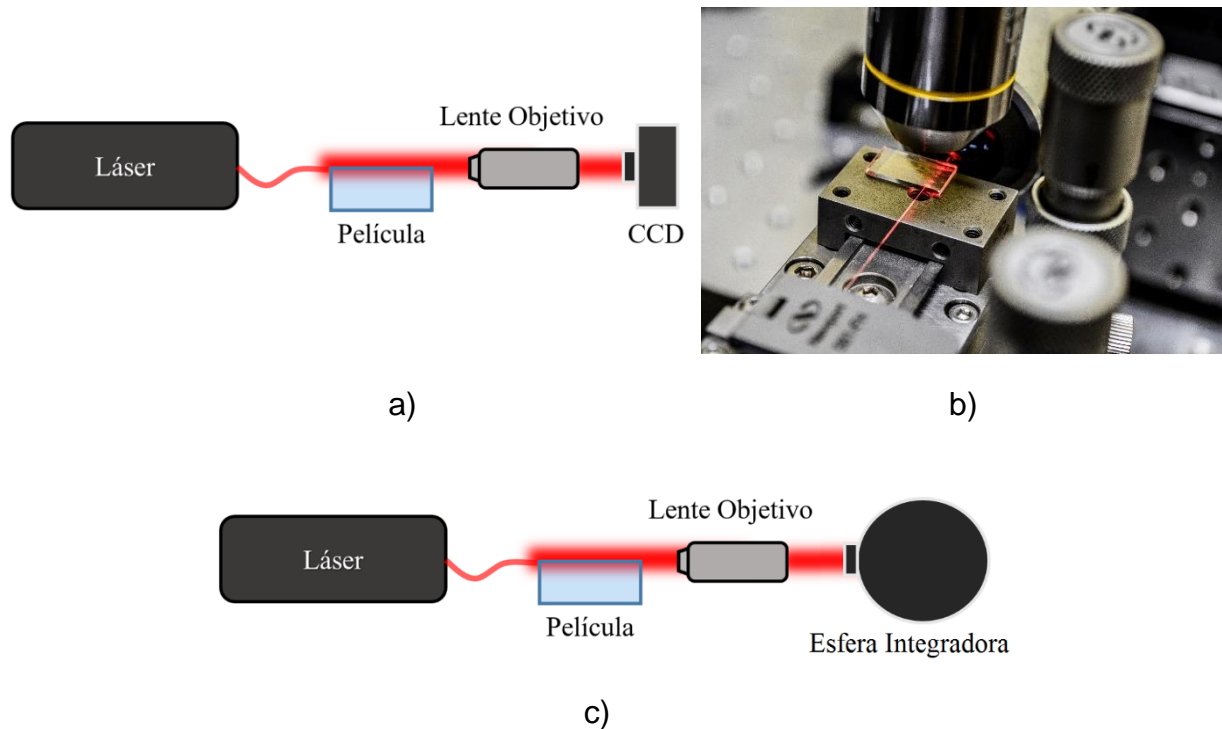 Láser
Lente Objetivo
Película
CCD
a)
b)
Láser
Lente Objetivo
Película
Esfera Integradora
c)